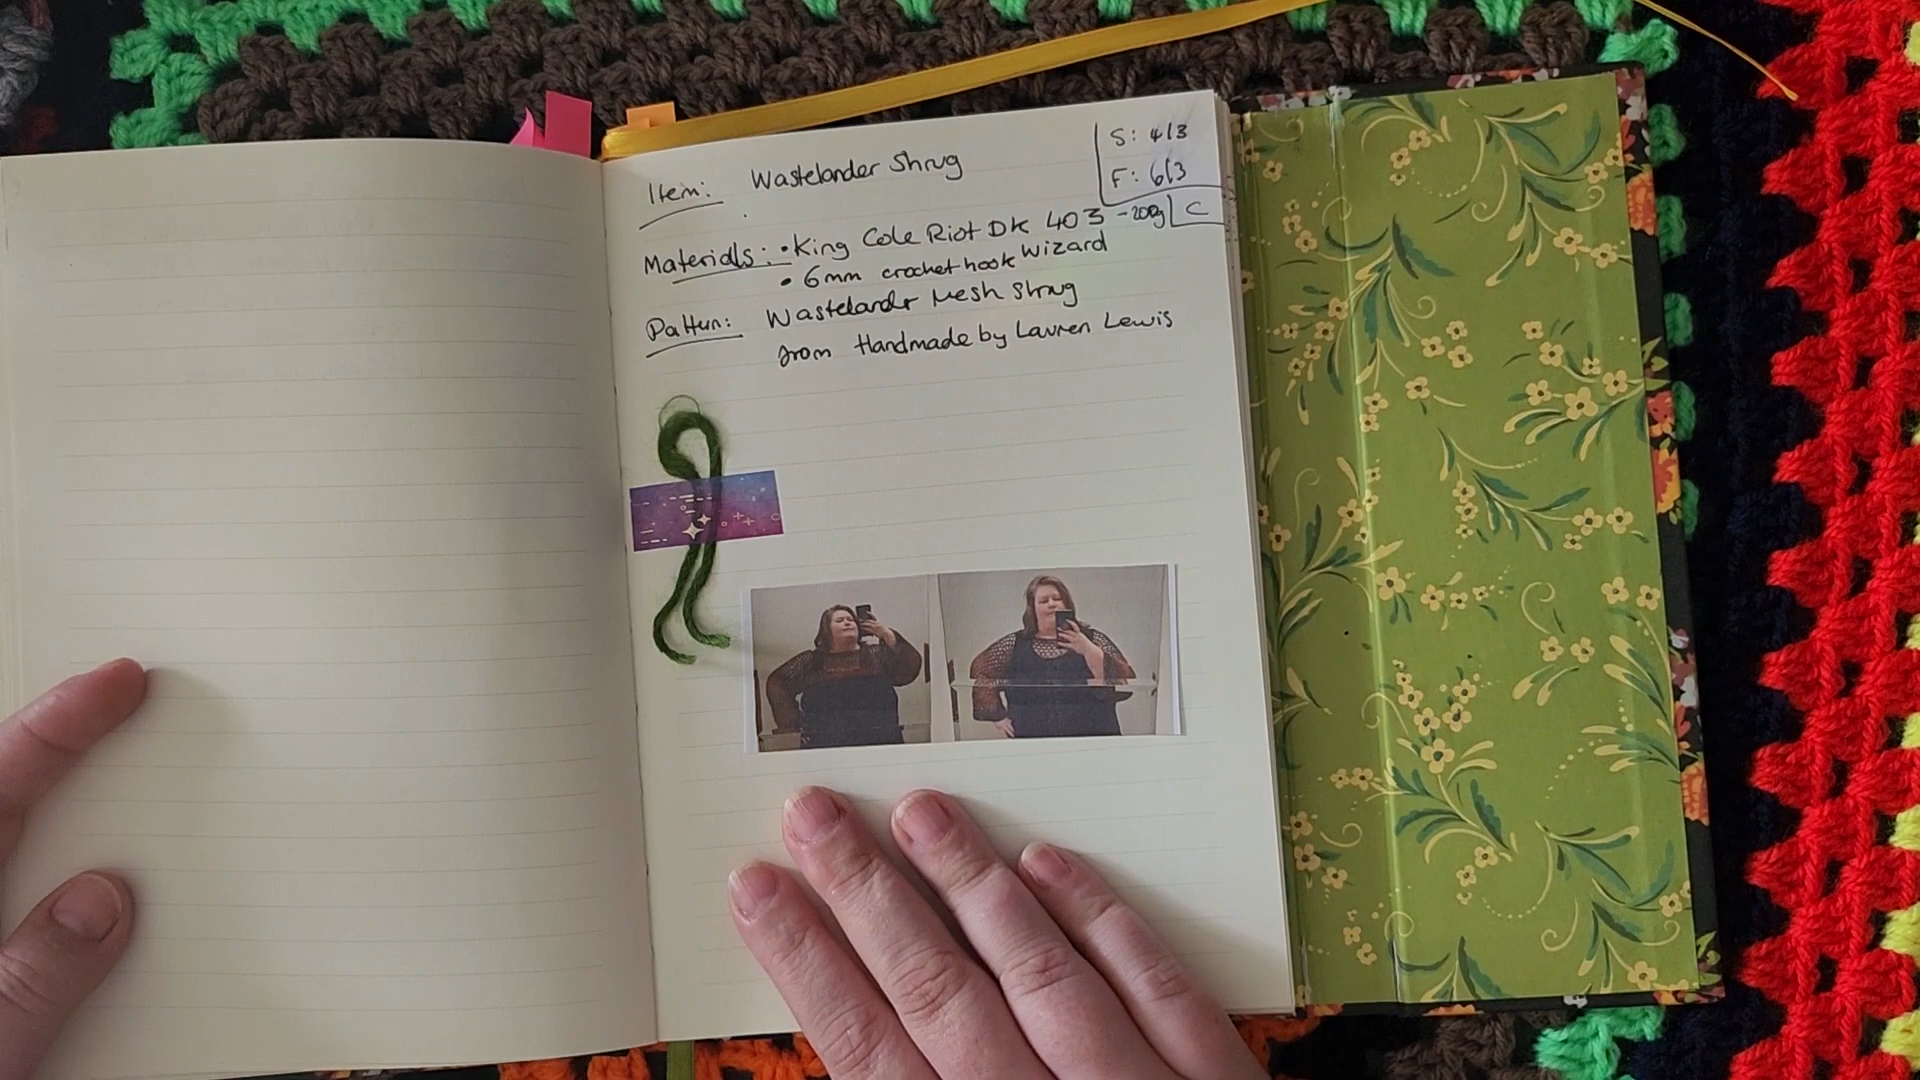 Item: Wastelander Shrug
S: 4/3
F: 6/3
C
Materials: • King Cole Riot DK 403 - 200g
• 6mm crochet hook Wizard
Pattern: Wastelander Mesh Shrug
from Handmade by Lauren Lewis